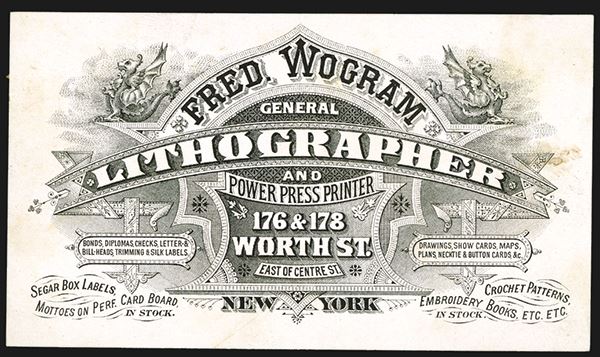 FRED. WOGRAM
GENERAL
LITHOGRAPHER
AND
POWER PRESS PRINTER
176 & 178
WORTH ST.
EAST OF CENTRE ST.
NEW YORK
BONDS, DIPLOMAS, CHECKS, LETTER-&
BILL-HEADS, TRIMMING & SILK LABELS.
SEGAR BOX LABELS,
MOTTOES ON PERF. CARD BOARD,
IN STOCK.
DRAWINGS, SHOW CARDS, MAPS,
PLANS, NECKTIE & BUTTON CARDS &c.
CROCHET PATTERNS,
EMBROIDERY BOOKS, ETC. ETC.
IN STOCK.